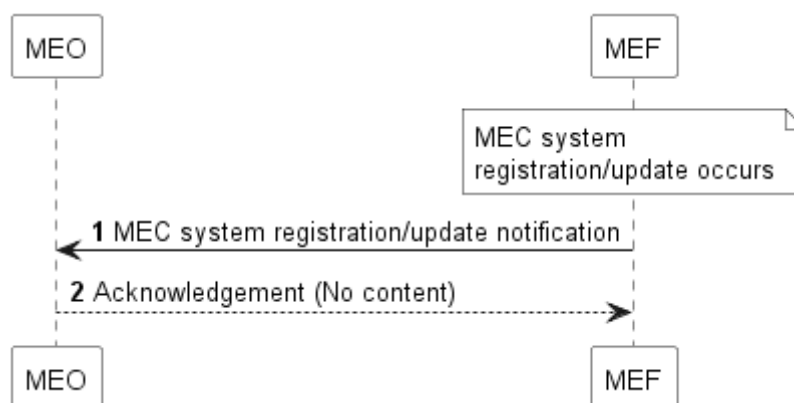 MEO
MEF
MEC system
registration/update occurs
1 MEC system registration/update notification
2 Acknowledgement (No content)
MEO
MEF